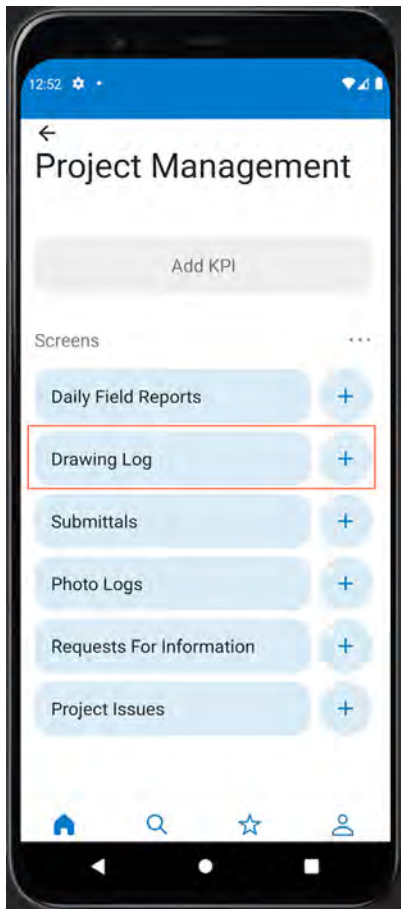 12:52
Project Management
Add KPI
Screens
Daily Field Reports
Drawing Log
Submittals
Photo Logs
Requests For Information
Project Issues